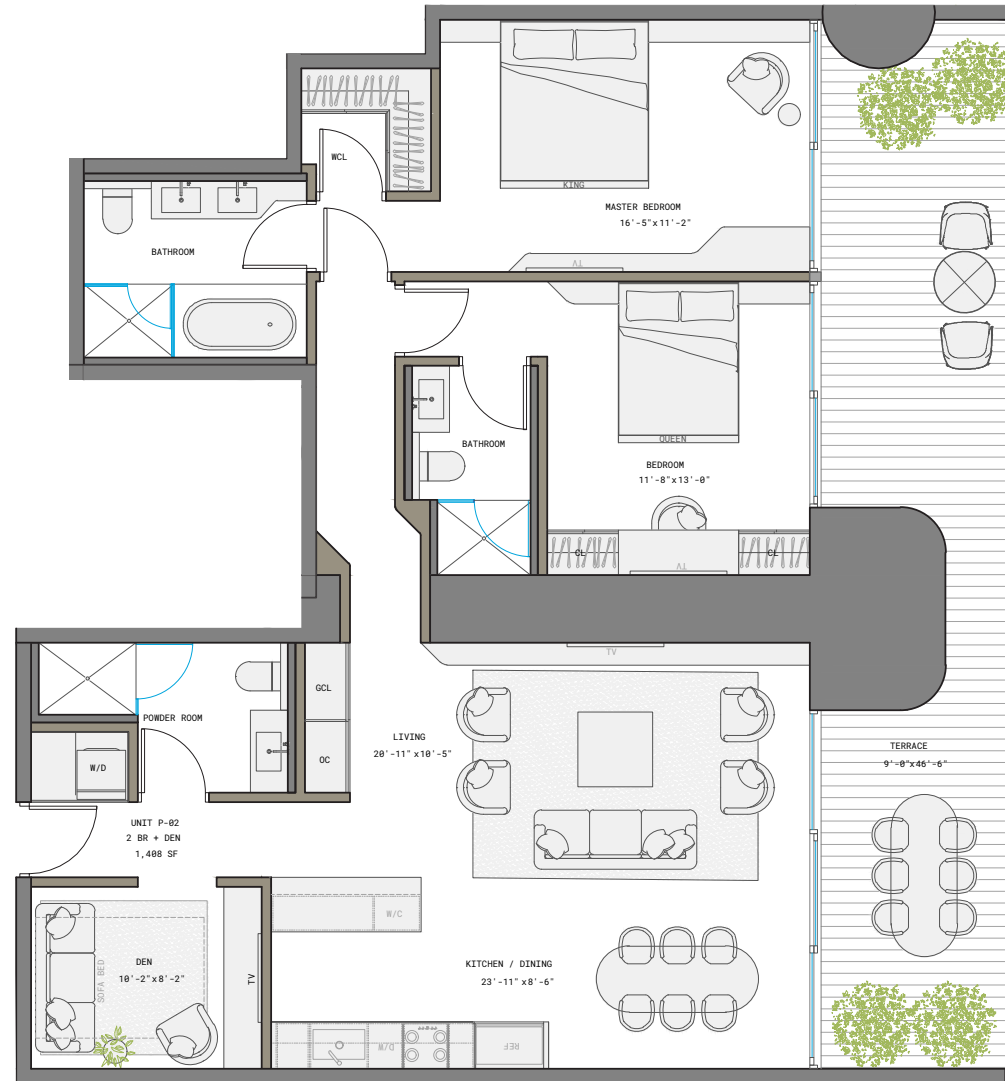 WCL
KING
MASTER BEDROOM
16'-5"x11'-2"
BATHROOM
TV
QUEEN
BATHROOM
BEDROOM
11'-8"x13'-0"
CL
CL
TV
TV
GCL
POWDER ROOM
LIVING
20'-11"x10'-5"
TERRACE
9'-0"x46'-6"
OC
W/D
UNIT P-02
2 BR + DEN
1,408 SF
W/C
DEN
10'-2"x8'-2"
SOFA BED
TV
KITCHEN / DINING
23'-11"x8'-6"
D/W
REF